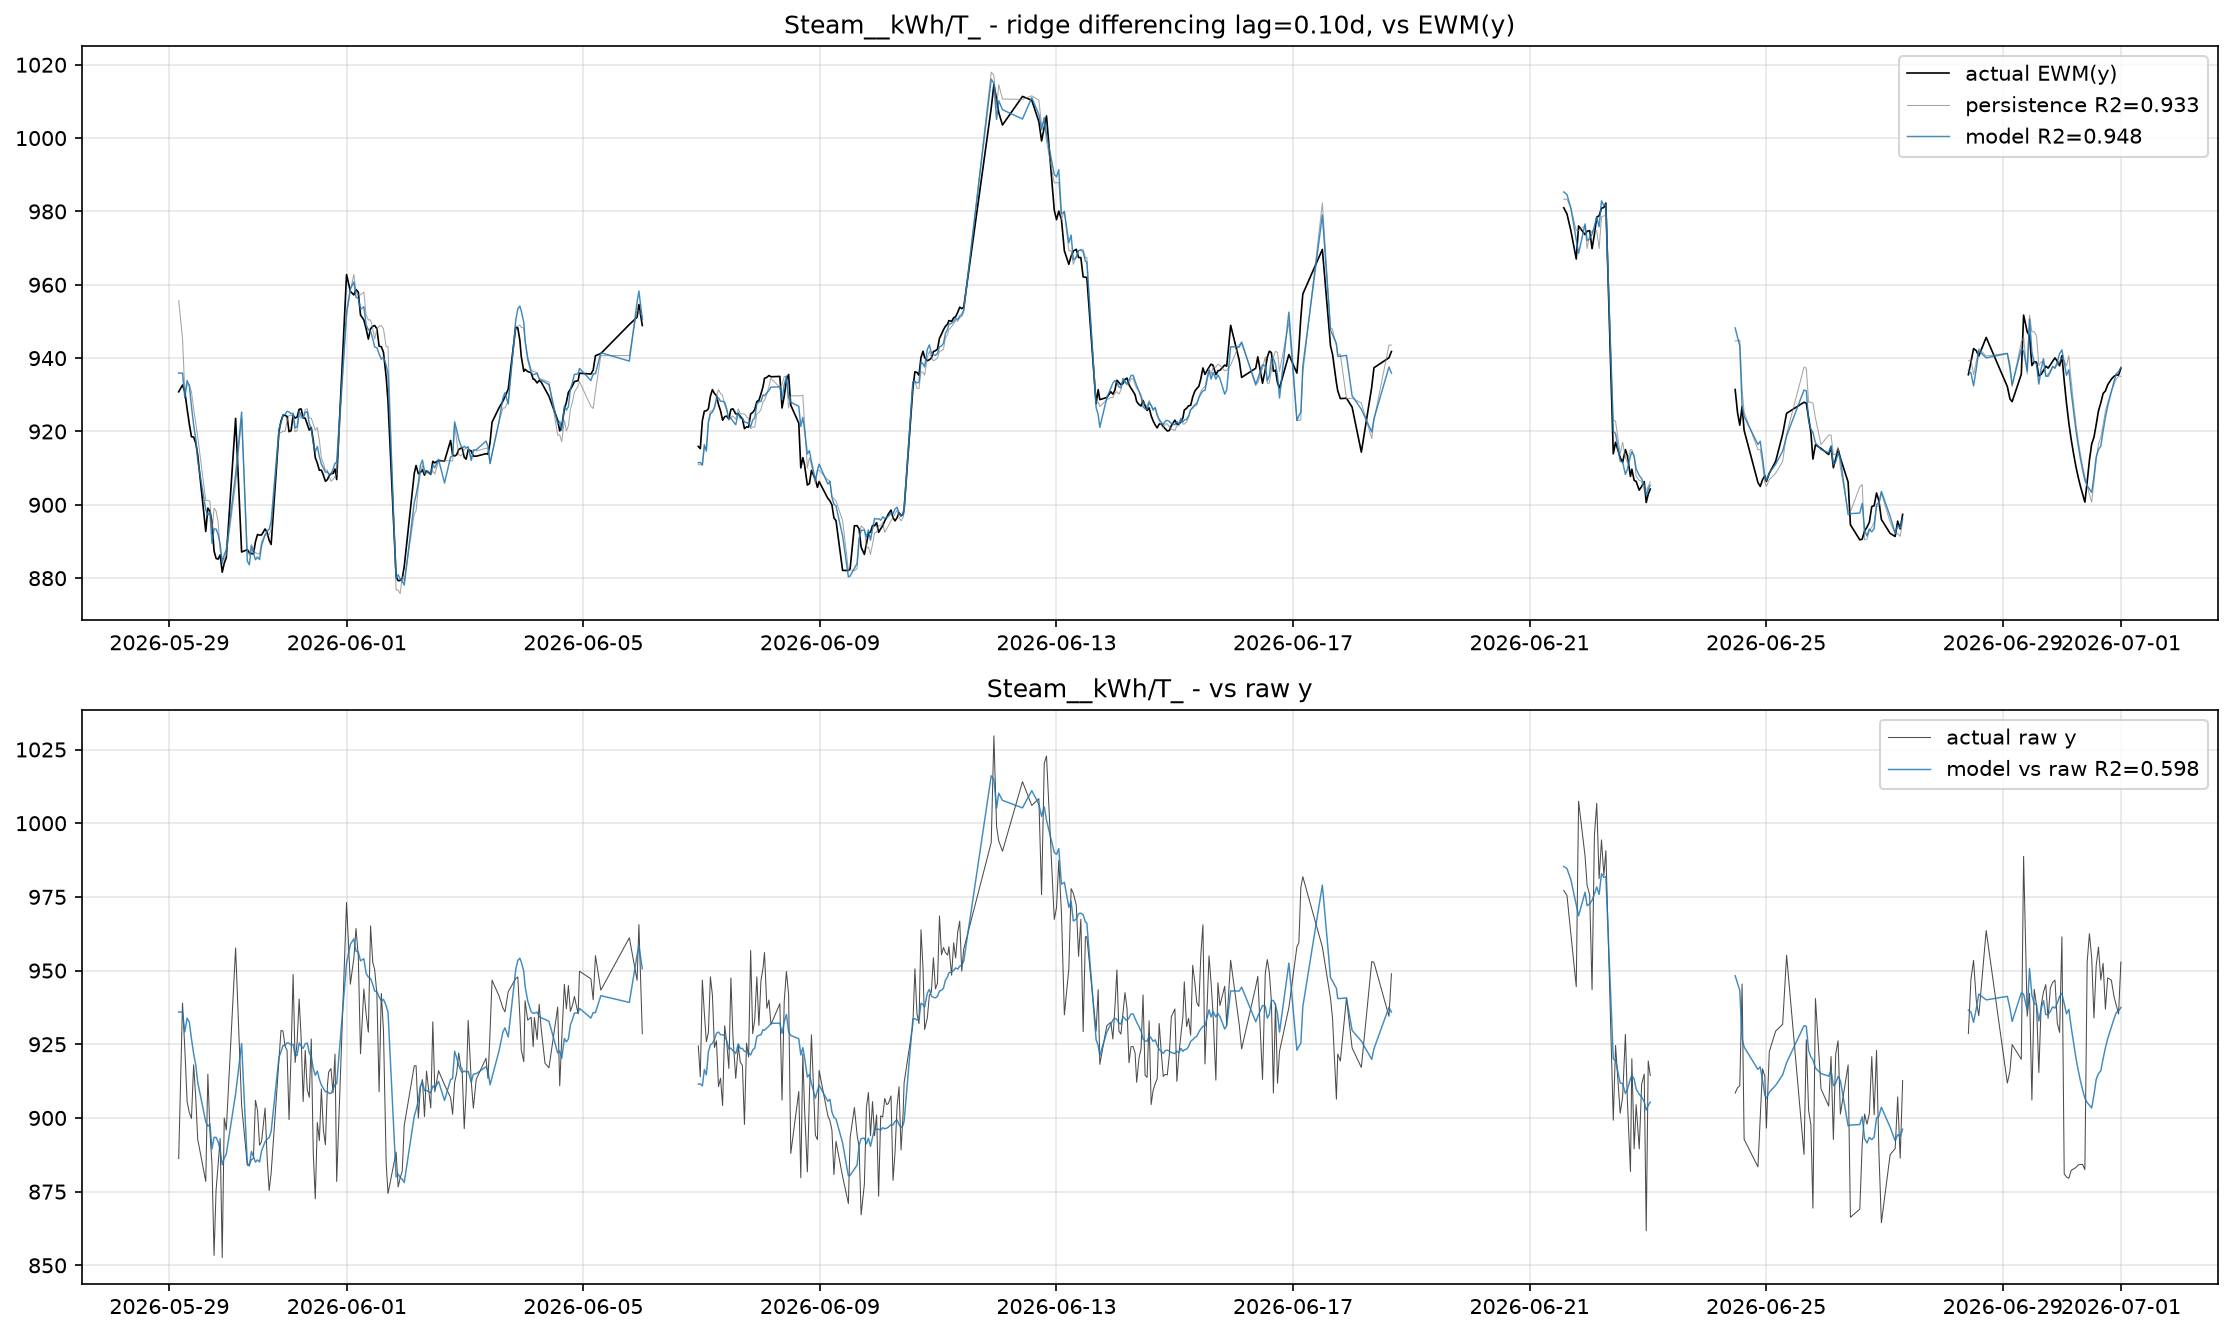 Steam__kWh/T_ - ridge differencing lag=0.10d, vs EWM(y)
1020
1000
980
960
940
920
900
880
actual EWM(y)
persistence R2=0.933
model R2=0.948
2026-05-29 2026-06-01 2026-06-05 2026-06-09 2026-06-13 2026-06-17 2026-06-21 2026-06-25 2026-06-29 2026-07-01
Steam__kWh/T_ - vs raw y
1025
1000
975
950
925
900
875
850
actual raw y
model vs raw R2=0.598
2026-05-29 2026-06-01 2026-06-05 2026-06-09 2026-06-13 2026-06-17 2026-06-21 2026-06-25 2026-06-29 2026-07-01